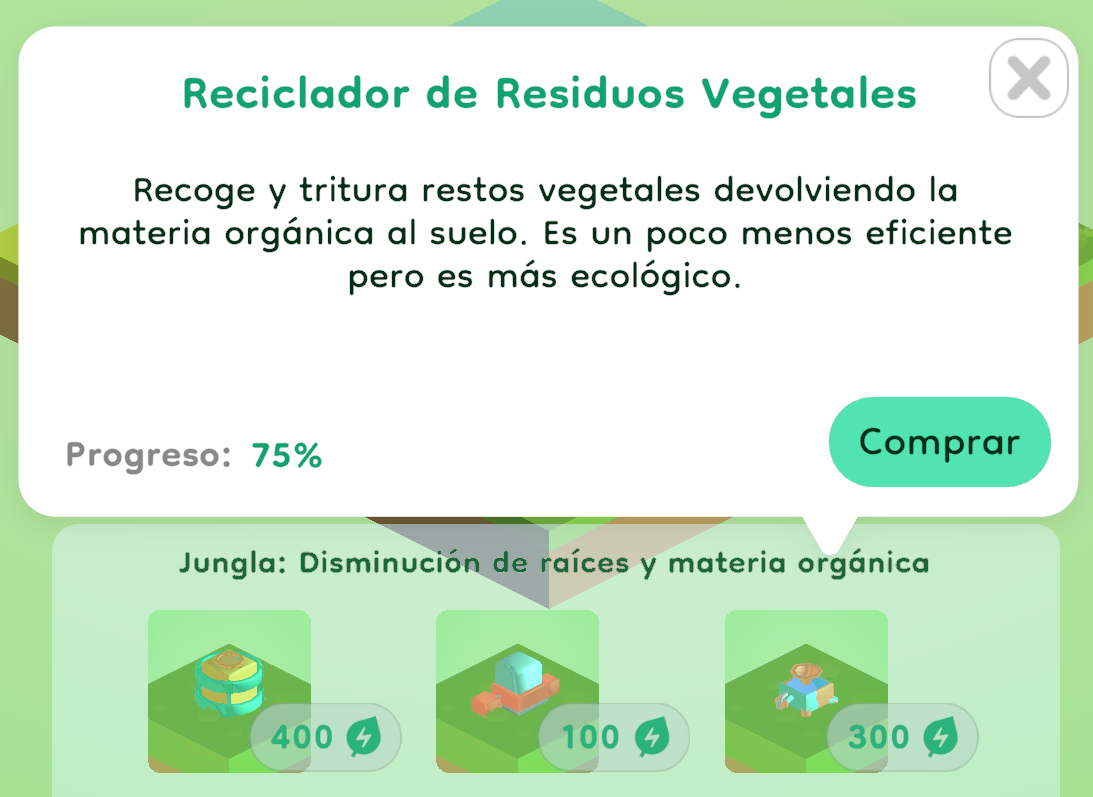 Reciclador de Residuos Vegetales
Recoge y tritura restos vegetales devolviendo la
materia orgánica al suelo. Es un poco menos eficiente
pero es más ecológico.
Progreso: 75%
Comprar
Jungla: Disminución de raíces y materia orgánica
400
100
300